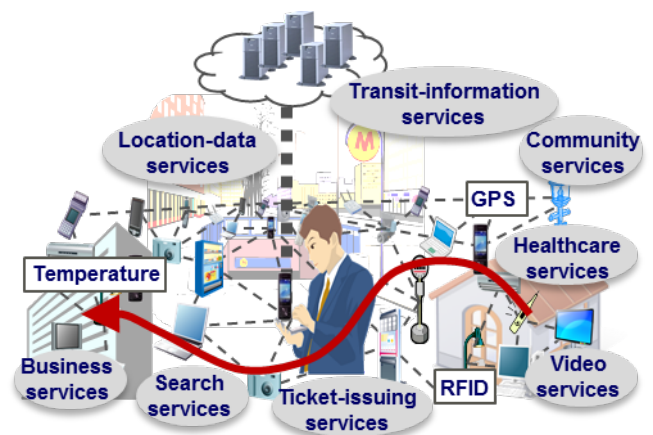 Transit-information
services
Location-data
services
M
Community
services
GPS
Healthcare
services
Temperature
Business
services
Search
services
Ticket-issuing
services
RFID
Video
services